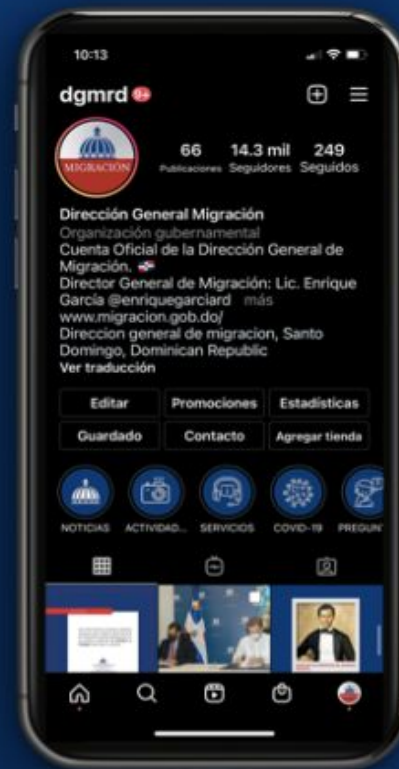 10:13
dgmrd 9+
MIGRACIÓN
66 14.3 mil 249
Publicaciones Seguidores Seguidos
Dirección General Migración
Organización gubernamental
Cuenta Oficial de la Dirección General de
Migración.
Director General de Migración: Lic. Enrique
García @enriquegarciard más
www.migracion.gob.do/
Direccion general de migracion, Santo
Domingo, Dominican Republic
Ver traducción
Editar Promociones Estadísticas
Guardado Contacto Agregar tienda
NOTICIAS ACTIVIDAD... SERVICIOS COVID-19 PREGUNT